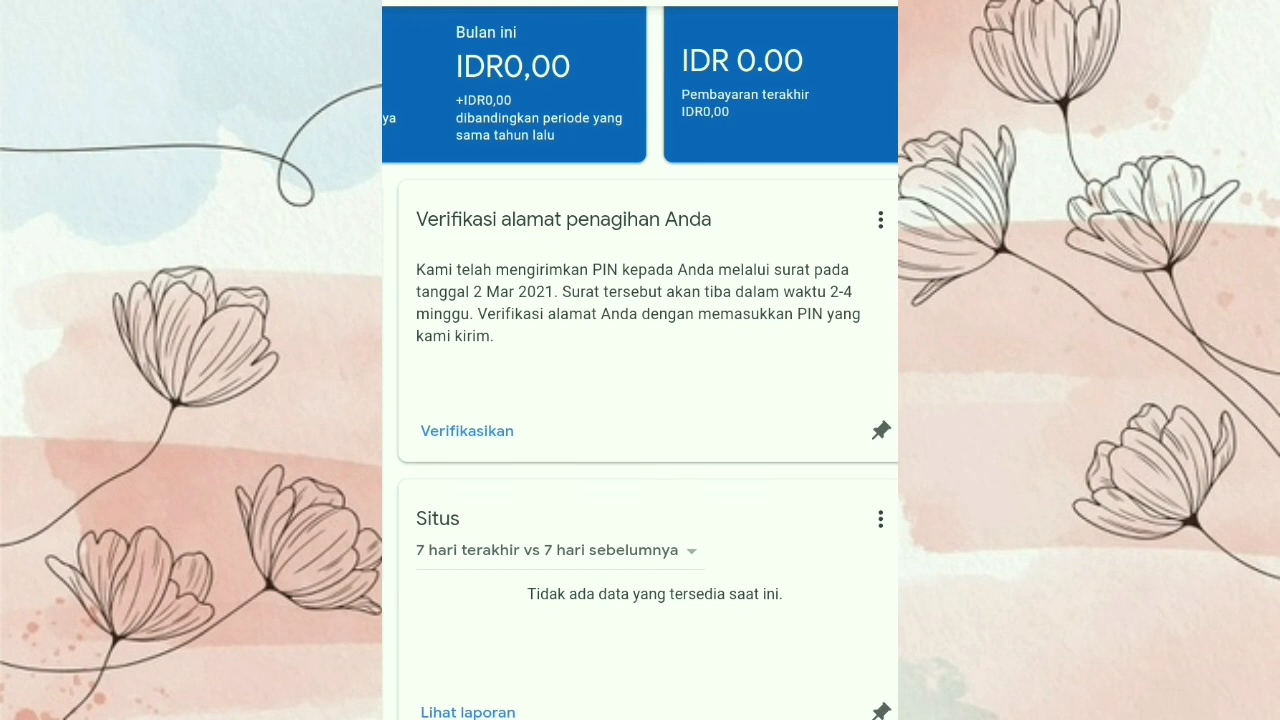 Bulan ini
IDR0,00
+IDR0,00
ya
dibandingkan periode yang
sama tahun lalu
IDR 0.00
Pembayaran terakhir
IDR0,00
Verifikasi alamat penagihan Anda
Kami telah mengirimkan PIN kepada Anda melalui surat pada
tanggal 2 Mar 2021. Surat tersebut akan tiba dalam waktu 2-4
minggu. Verifikasi alamat Anda dengan memasukkan PIN yang
kami kirim.
Verifikasikan
Situs
7 hari terakhir vs 7 hari sebelumnya
Tidak ada data yang tersedia saat ini.
Lihat laporan